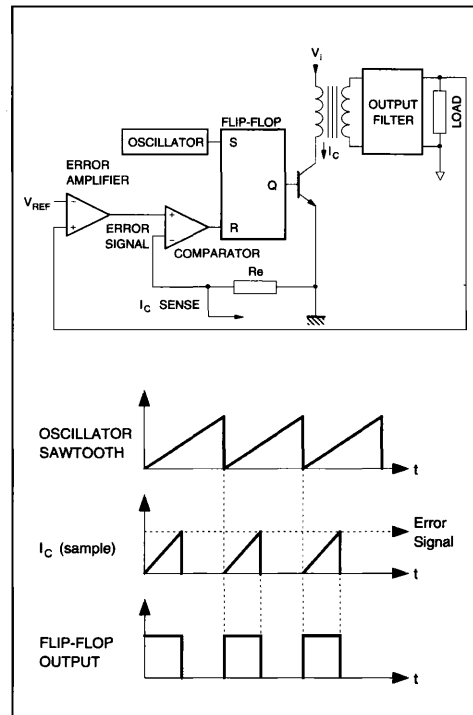 Vi
FLIP-FLOP
OUTPUT
FILTER
LOAD
OSCILLATOR
S
IC
ERROR
AMPLIFIER
Q
VREF
-
+
+
-
ERROR
SIGNAL
R
COMPARATOR
Re
IC SENSE
OSCILLATOR
SAWTOOTH
t
IC (sample)
Error
Signal
t
FLIP-FLOP
OUTPUT
t